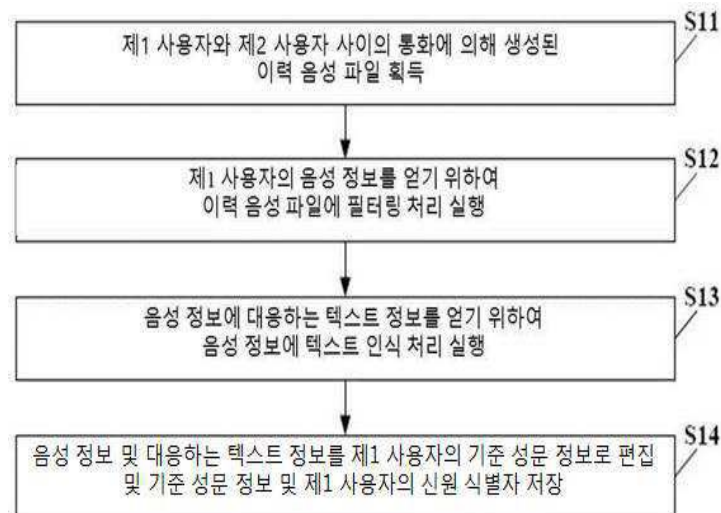 S11
제1 사용자와 제2 사용자 사이의 통화에 의해 생성된
이력 음성 파일 획득
S12
제1 사용자의 음성 정보를 얻기 위하여
이력 음성 파일에 필터링 처리 실행
S13
음성 정보에 대응하는 텍스트 정보를 얻기 위하여
음성 정보에 텍스트 인식 처리 실행
S14
음성 정보 및 대응하는 텍스트 정보를 제1 사용자의 기준 성문 정보로 편집
및 기준 성문 정보 및 제1 사용자의 신원 식별자 저장